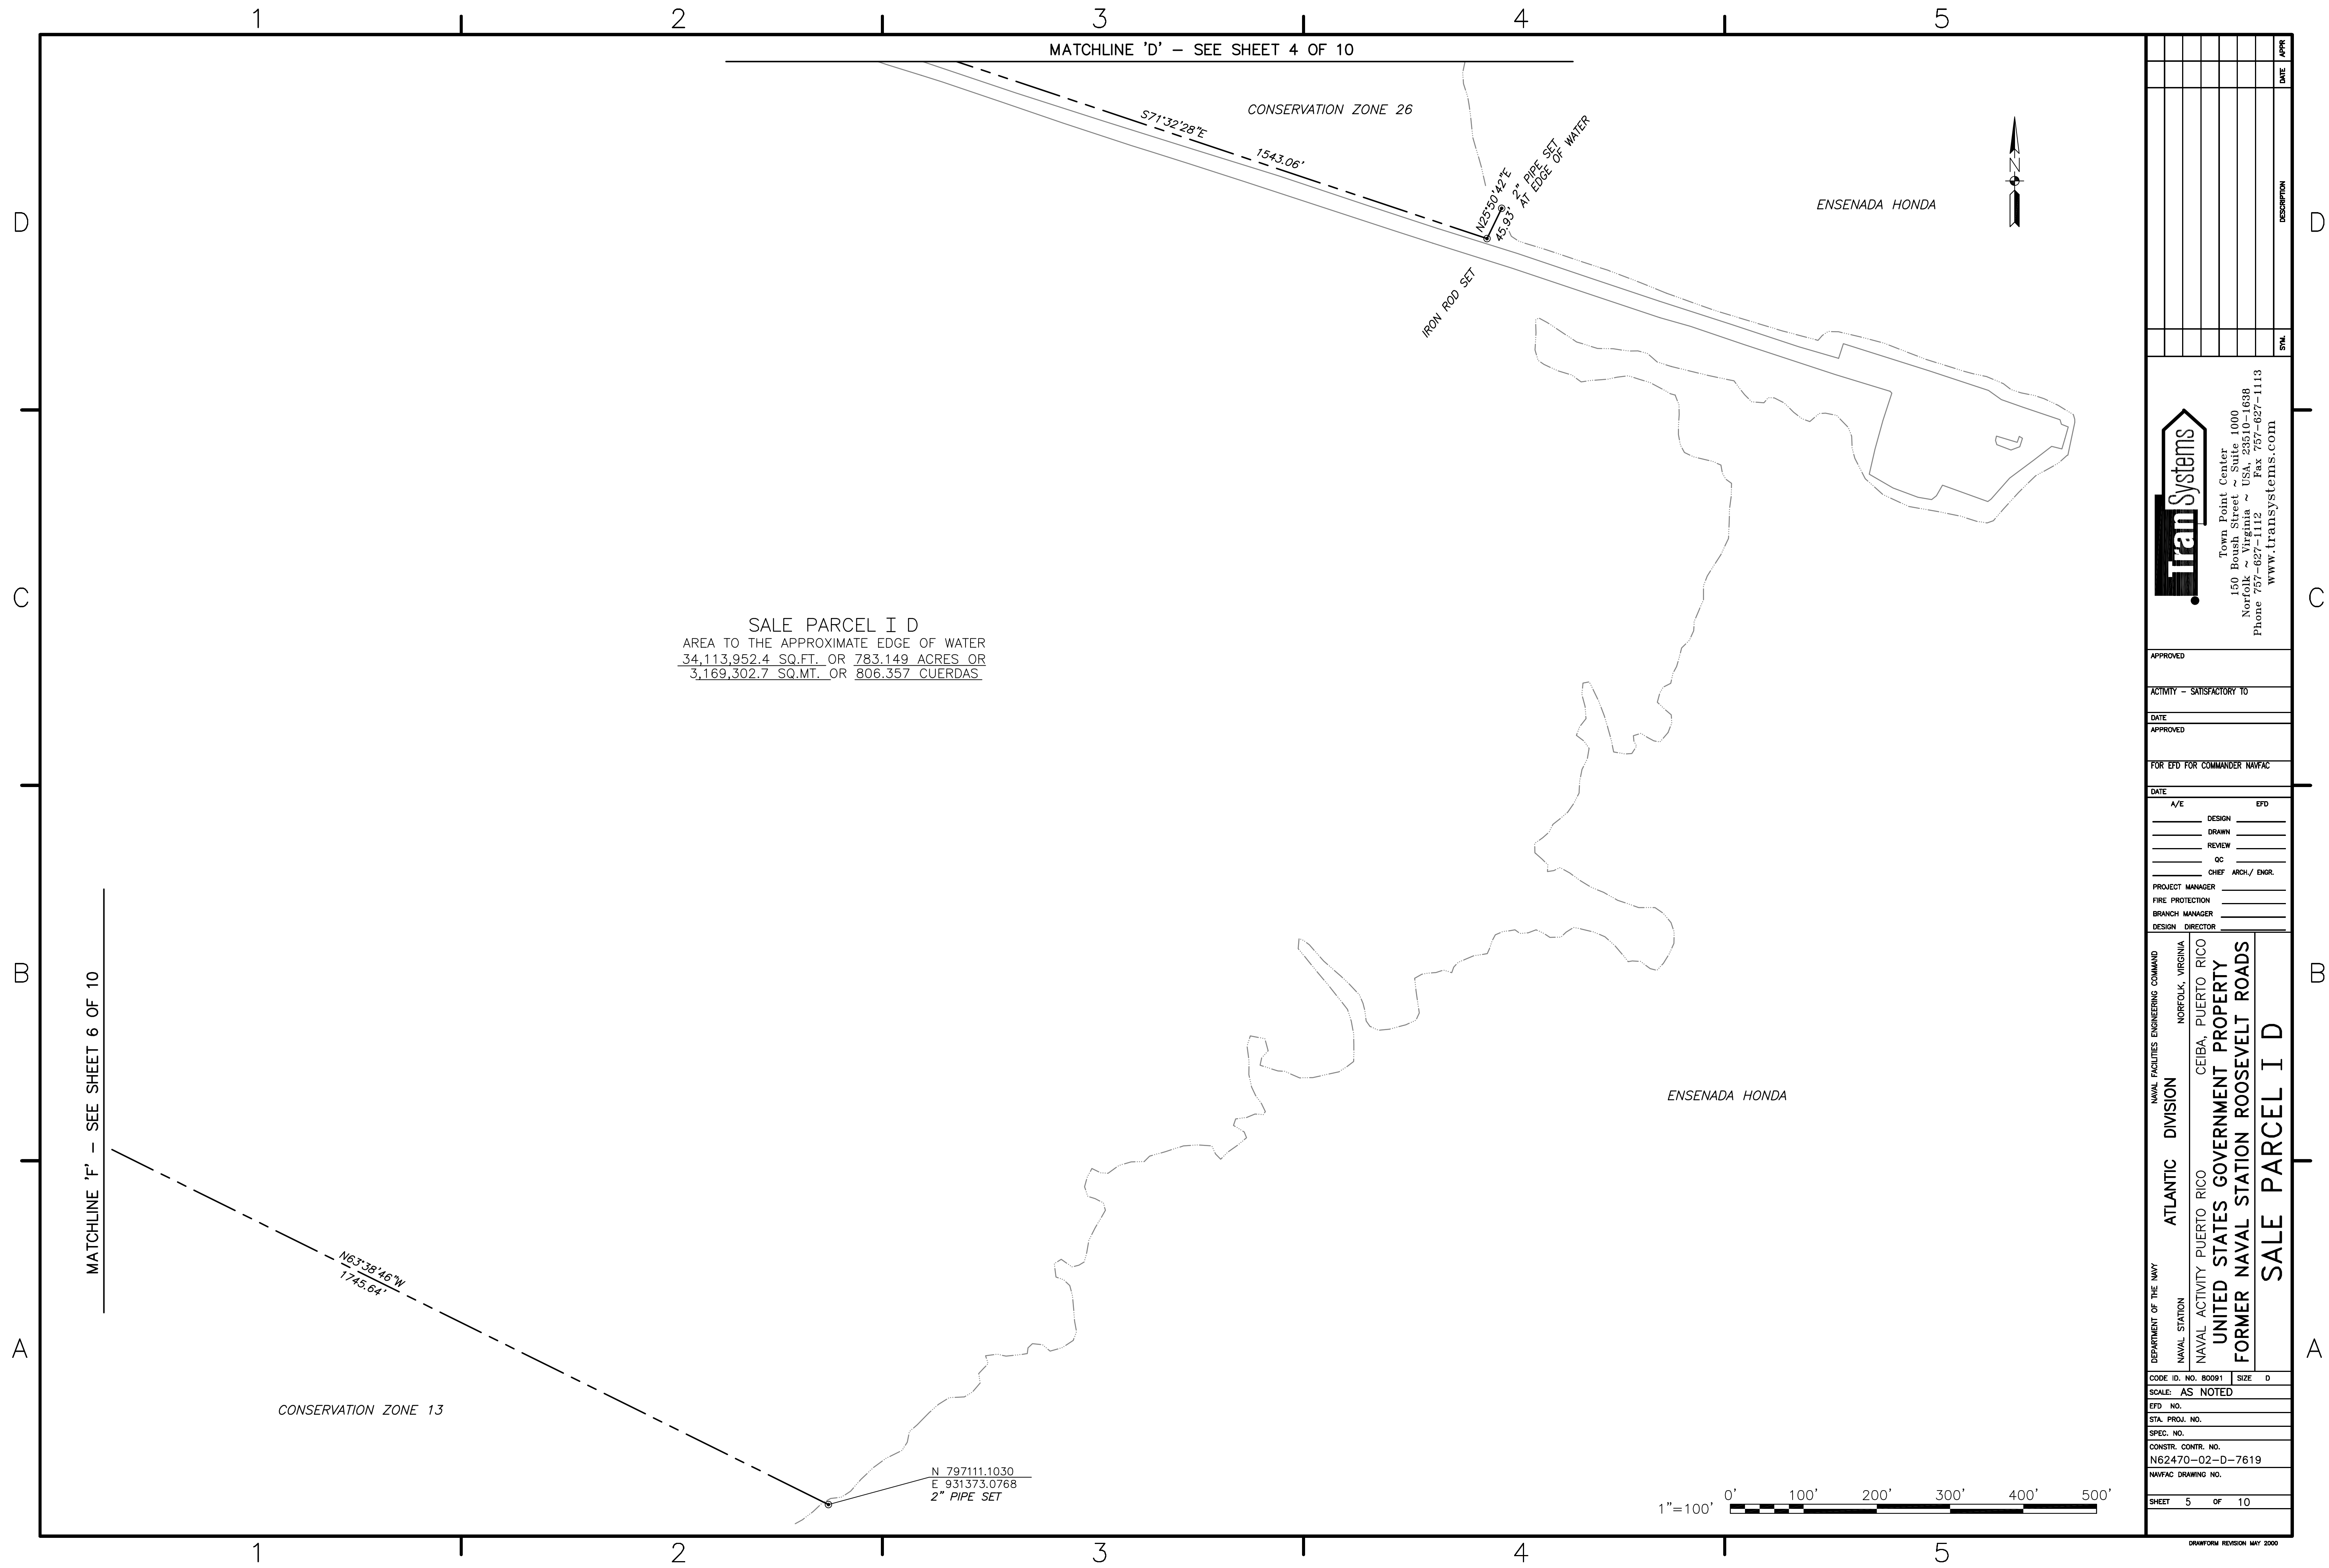 1 2 3 4 5
MATCHLINE 'D' – SEE SHEET 4 OF 10
CONSERVATION ZONE 26
S71°32'28"E
1543.06'
N25°50'42"E
45.93'
2" PIPE SET
AT EDGE OF WATER
IRON ROD SET
ENSENADA HONDA
N
D
D
C
C
SALE PARCEL I D
AREA TO THE APPROXIMATE EDGE OF WATER
34,113,952.4 SQ.FT. OR 783.149 ACRES OR
3,169,302.7 SQ.MT. OR 806.357 CUERDAS
B
B
MATCHLINE 'F' – SEE SHEET 6 OF 10
ENSENADA HONDA
N63°38'46"W
1745.64'
A
A
CONSERVATION ZONE 13
N 797111.1030
E 931373.0768
2" PIPE SET
1"=100'
0' 100' 200' 300' 400' 500'
1 2 3 4 5
SYM. DESCRIPTION DATE APPR
TranSystems
Town Point Center
150 Boush Street ~ Suite 1000
Norfolk ~ Virginia ~ USA, 23510-1638
Phone 757-627-1112 Fax 757-627-1113
www.transystems.com
APPROVED
ACTIVITY – SATISFACTORY TO
DATE
APPROVED
FOR EFD FOR COMMANDER NAVFAC
DATE
A/E EFD
DESIGN
DRAWN
REVIEW
QC
CHIEF ARCH./ ENGR.
PROJECT MANAGER
FIRE PROTECTION
BRANCH MANAGER
DESIGN DIRECTOR
DEPARTMENT OF THE NAVY NAVAL FACILITIES ENGINEERING COMMAND
ATLANTIC DIVISION
NAVAL STATION NORFOLK, VIRGINIA
NAVAL ACTIVITY PUERTO RICO CEIBA, PUERTO RICO
UNITED STATES GOVERNMENT PROPERTY
FORMER NAVAL STATION ROOSEVELT ROADS
SALE PARCEL I D
CODE ID. NO. 80091 SIZE D
SCALE: AS NOTED
EFD NO.
STA. PROJ. NO.
SPEC. NO.
CONSTR. CONTR. NO.
N62470-02-D-7619
NAVFAC DRAWING NO.
SHEET 5 OF 10
DRAWFORM REVISION MAY 2000